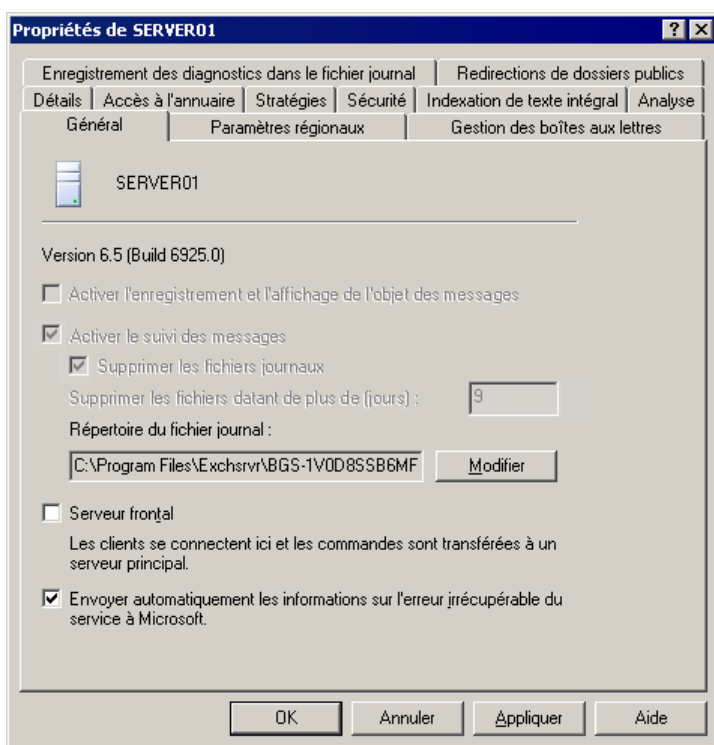 Propriétés de SERVER01
Enregistrement des diagnostics dans le fichier journal
Redirections de dossiers publics
Détails
Accès à l'annuaire
Stratégies
Sécurité
Indexation de texte intégral
Analyse
Général
Paramètres régionaux
Gestion des boîtes aux lettres
SERVER01
Version 6.5 (Build 6925.0)
Activer l'enregistrement et l'affichage de l'objet des messages
Activer le suivi des messages
Supprimer les fichiers journaux
Supprimer les fichiers datant de plus de (jours) :
9
Répertoire du fichier journal :
C:\Program Files\Exchsrvr\BGS-1V0D8SSB6MF
Modifier
Serveur frontal
Les clients se connectent ici et les commandes sont transférées à un
serveur principal.
Envoyer automatiquement les informations sur l'erreur irrécupérable du
service à Microsoft.
OK
Annuler
Appliquer
Aide